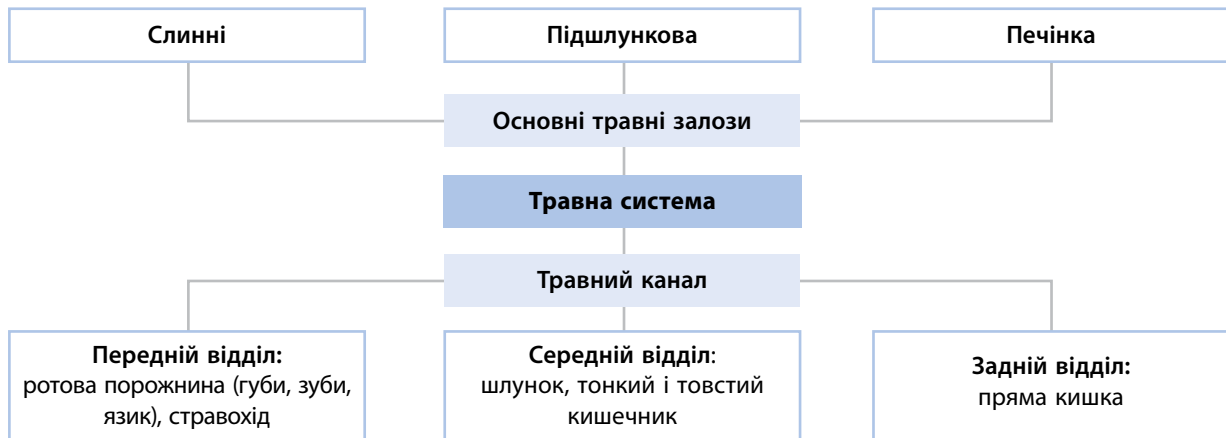 Слинні
Підшлункова
Печінка
Основні травні залози
Травна система
Травний канал
Передній відділ:
ротова порожнина (губи, зуби,
язик), стравохід
Середній відділ:
шлунок, тонкий і товстий
кишечник
Задній відділ:
пряма кишка